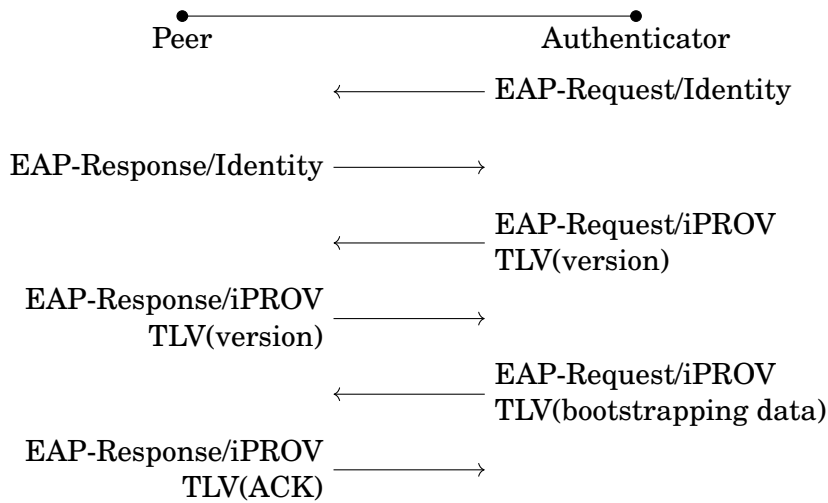 Peer
Authenticator
EAP-Request/Identity
EAP-Response/Identity
EAP-Request/iPROV
TLV(version)
EAP-Response/iPROV
TLV(version)
EAP-Request/iPROV
TLV(bootstrapping data)
EAP-Response/iPROV
TLV(ACK)